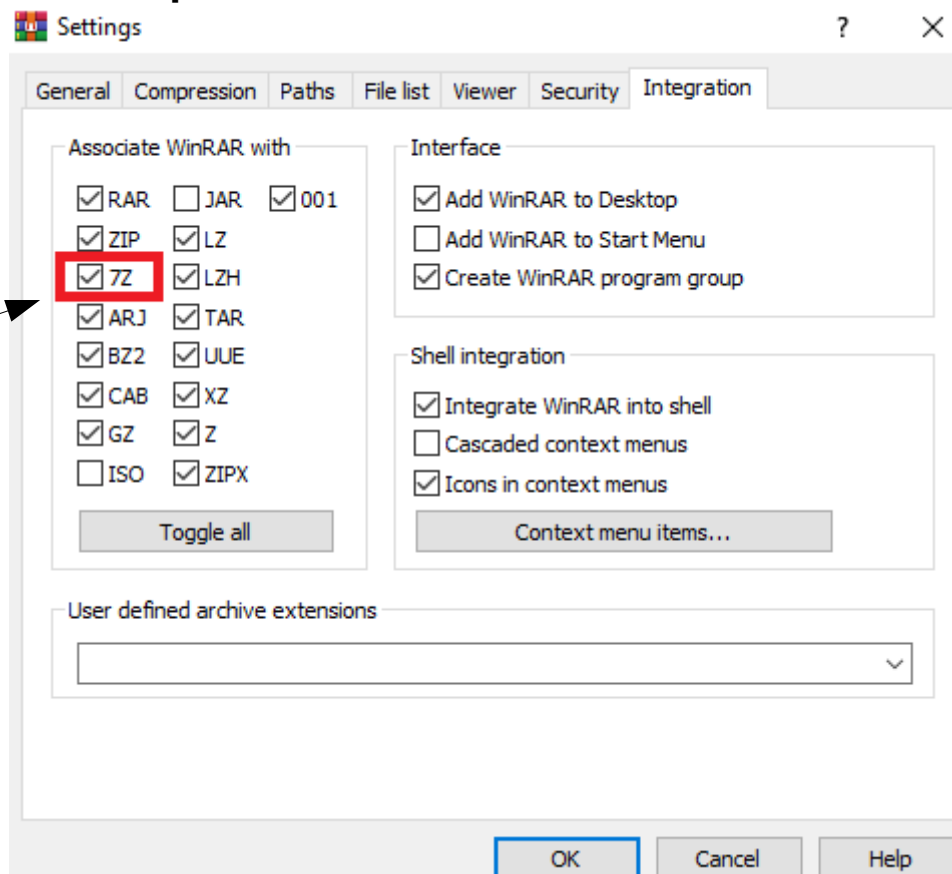 Settings
?
General Compression Paths File list Viewer Security Integration
Associate WinRAR with
RAR JAR 001
ZIP LZ
7Z LZH
ARJ TAR
BZ2 UUE
CAB XZ
GZ Z
ISO ZIPX
Toggle all
Interface
Add WinRAR to Desktop
Add WinRAR to Start Menu
Create WinRAR program group
Shell integration
Integrate WinRAR into shell
Cascaded context menus
Icons in context menus
Context menu items...
User defined archive extensions
OK Cancel Help